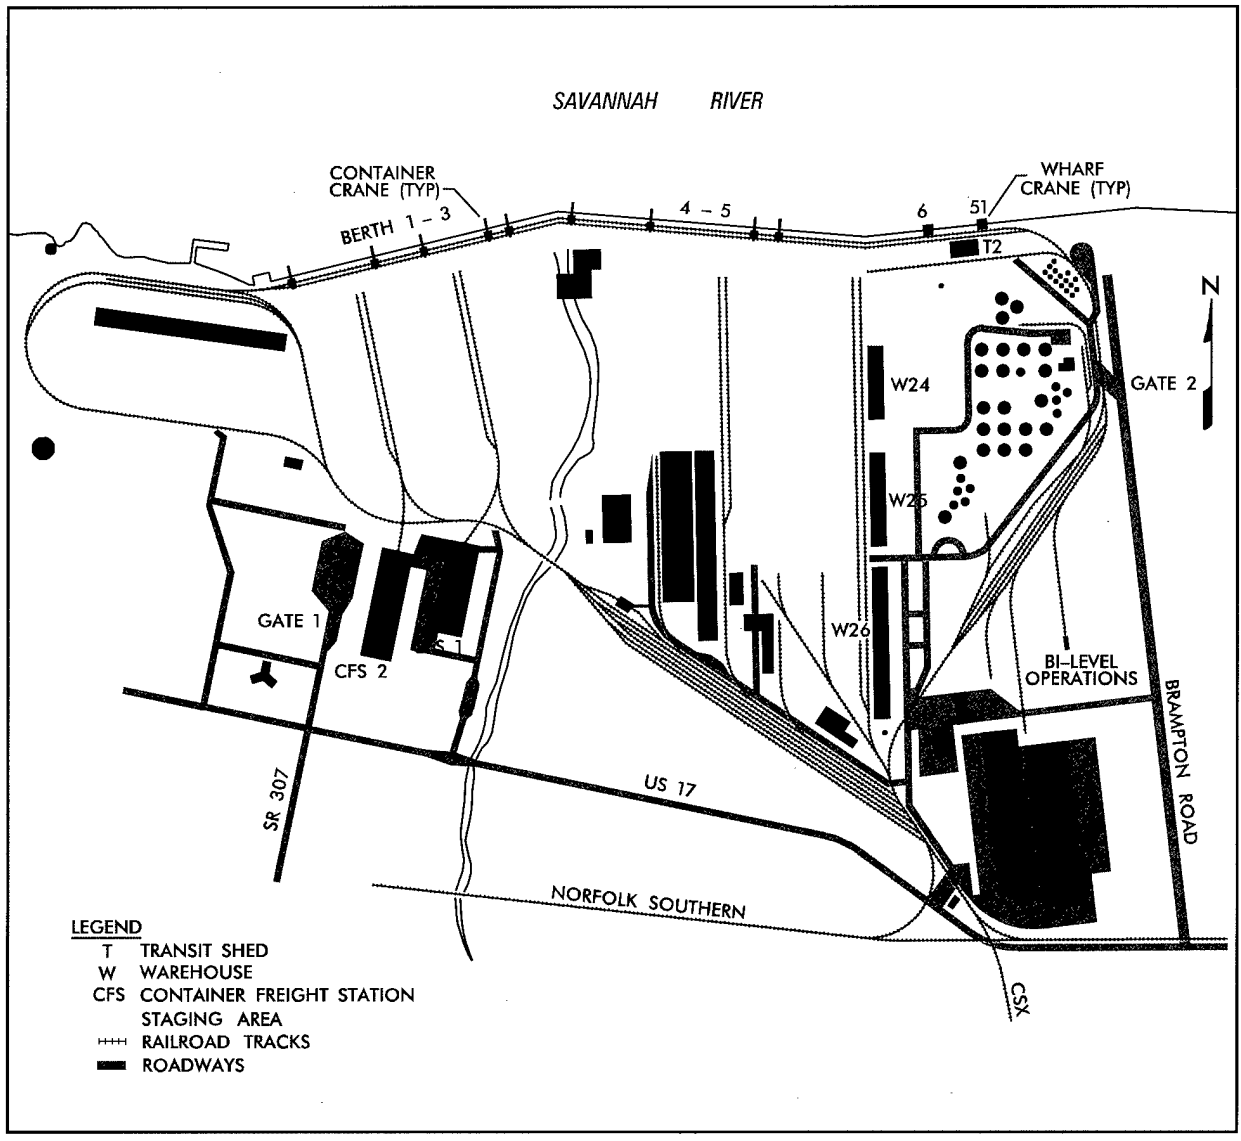 SAVANNAH RIVER
CONTAINER
CRANE (TYP)
WHARF
CRANE (TYP)
BERTH 1 - 3
4 - 5
6
51
T2
N
W24
GATE 2
W25
GATE 1
W26
S 1
CFS 2
BI-LEVEL
OPERATIONS
BRAMPTON ROAD
US 17
SR 307
NORFOLK SOUTHERN
CSX
LEGEND
T TRANSIT SHED
W WAREHOUSE
CFS CONTAINER FREIGHT STATION
STAGING AREA
RAILROAD TRACKS
ROADWAYS